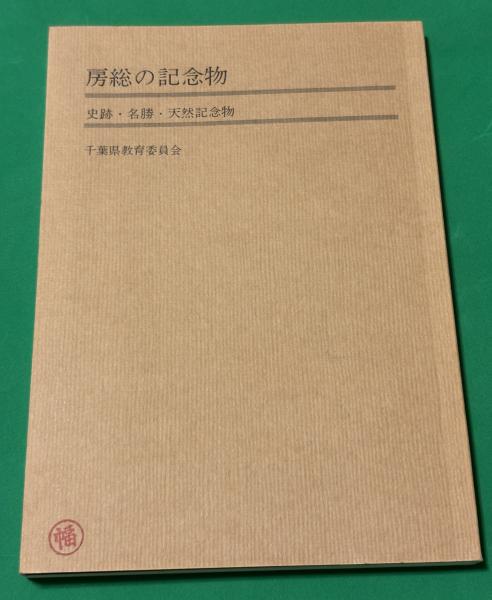 房総の記念物
史跡・名勝・天然記念物
千葉県教育委員会
幡